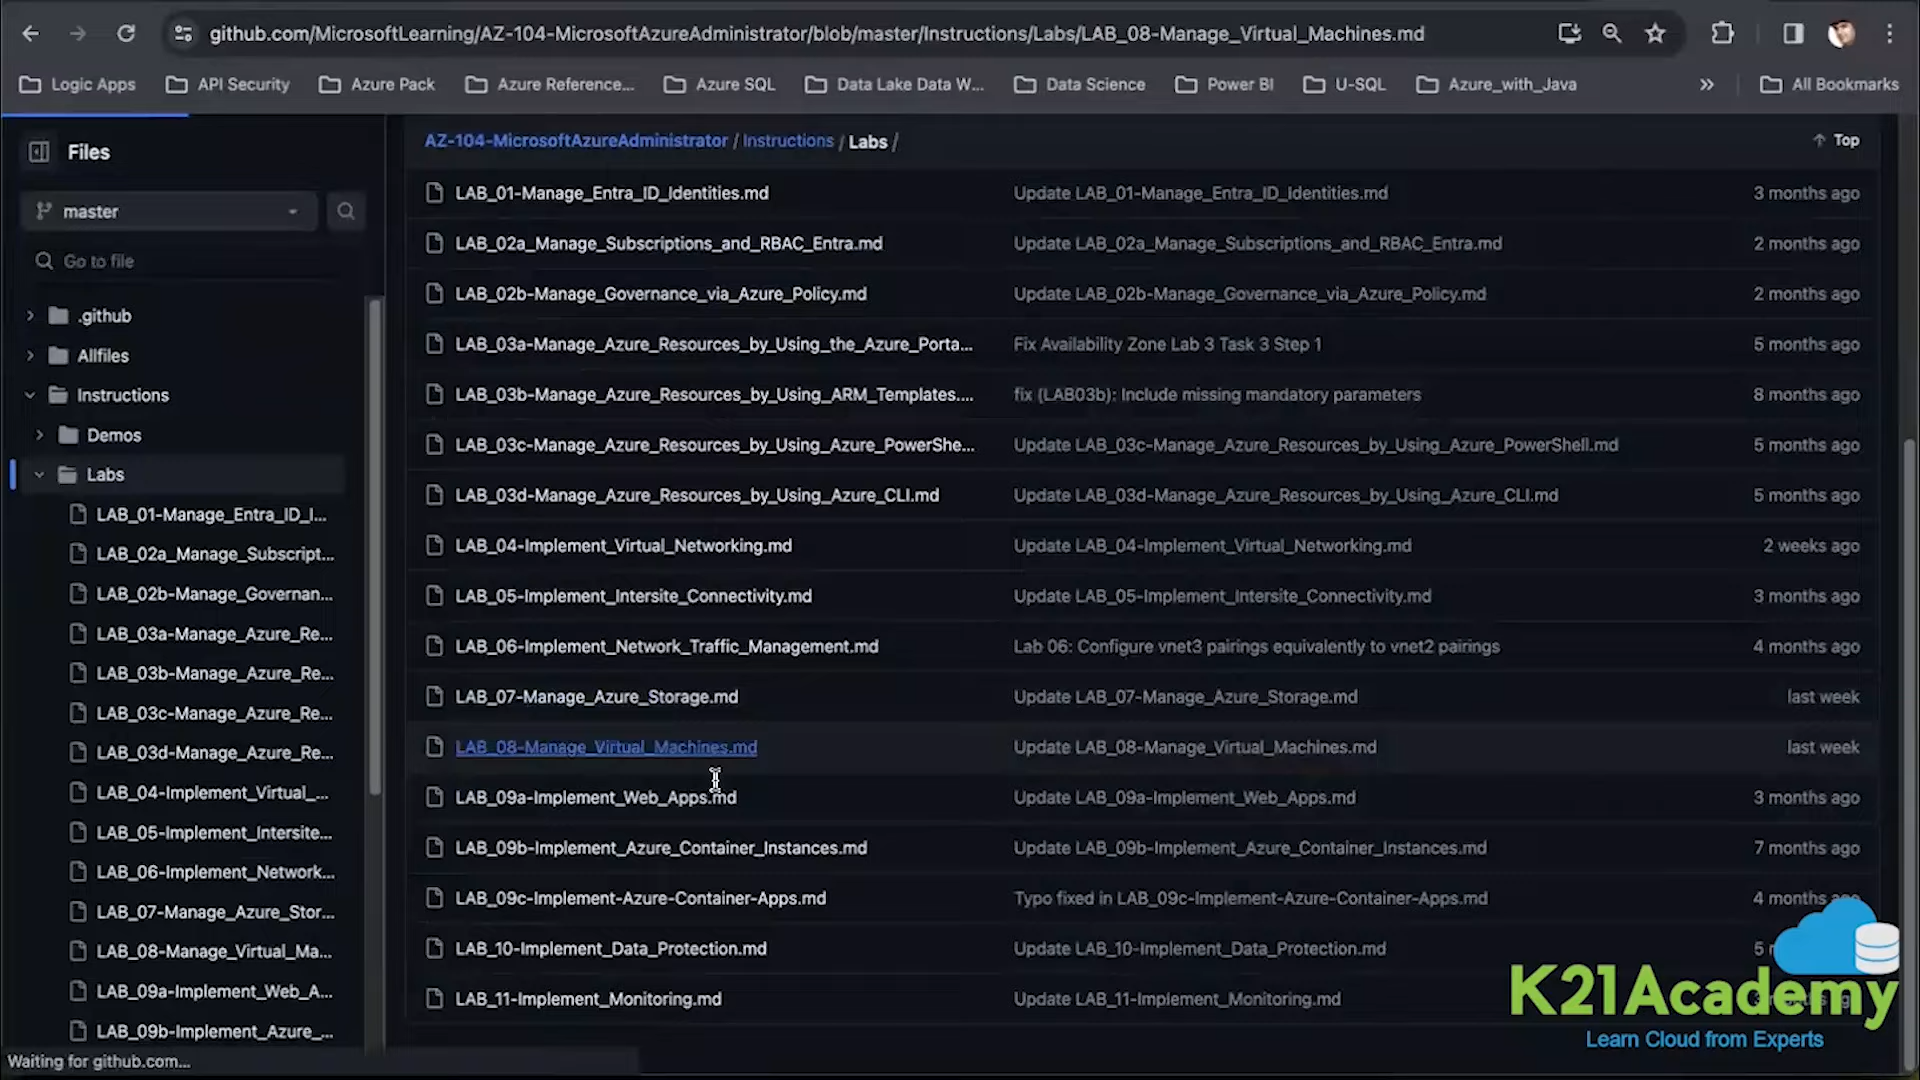 github.com/MicrosoftLearning/AZ-104-MicrosoftAzureAdministrator/blob/master/Instructions/Labs/LAB_08-Manage_Virtual_Machines.md
Logic Apps API Security Azure Pack Azure Reference... Azure SQL Data Lake Data W... Data Science Power BI U-SQL Azure_with_Java » All Bookmarks
Files
master
Go to file
.github
Allfiles
Instructions
Demos
Labs
LAB_01-Manage_Entra_ID_I...
LAB_02a_Manage_Subscript...
LAB_02b-Manage_Governan...
LAB_03a-Manage_Azure_Re...
LAB_03b-Manage_Azure_Re...
LAB_03c-Manage_Azure_Re...
LAB_03d-Manage_Azure_Re...
LAB_04-Implement_Virtual_...
LAB_05-Implement_Intersite...
LAB_06-Implement_Network...
LAB_07-Manage_Azure_Stor...
LAB_08-Manage_Virtual_Ma...
LAB_09a-Implement_Web_A...
LAB_09b-Implement_Azure_...
Waiting for github.com...
AZ-104-MicrosoftAzureAdministrator / Instructions / Labs / Top
LAB_01-Manage_Entra_ID_Identities.md Update LAB_01-Manage_Entra_ID_Identities.md 3 months ago
LAB_02a_Manage_Subscriptions_and_RBAC_Entra.md Update LAB_02a_Manage_Subscriptions_and_RBAC_Entra.md 2 months ago
LAB_02b-Manage_Governance_via_Azure_Policy.md Update LAB_02b-Manage_Governance_via_Azure_Policy.md 2 months ago
LAB_03a-Manage_Azure_Resources_by_Using_the_Azure_Porta... Fix Availability Zone Lab 3 Task 3 Step 1 5 months ago
LAB_03b-Manage_Azure_Resources_by_Using_ARM_Templates.... fix (LAB03b): Include missing mandatory parameters 8 months ago
LAB_03c-Manage_Azure_Resources_by_Using_Azure_PowerShe... Update LAB_03c-Manage_Azure_Resources_by_Using_Azure_PowerShell.md 5 months ago
LAB_03d-Manage_Azure_Resources_by_Using_Azure_CLI.md Update LAB_03d-Manage_Azure_Resources_by_Using_Azure_CLI.md 5 months ago
LAB_04-Implement_Virtual_Networking.md Update LAB_04-Implement_Virtual_Networking.md 2 weeks ago
LAB_05-Implement_Intersite_Connectivity.md Update LAB_05-Implement_Intersite_Connectivity.md 3 months ago
LAB_06-Implement_Network_Traffic_Management.md Lab 06: Configure vnet3 pairings equivalently to vnet2 pairings 4 months ago
LAB_07-Manage_Azure_Storage.md Update LAB_07-Manage_Azure_Storage.md last week
LAB_08-Manage_Virtual_Machines.md Update LAB_08-Manage_Virtual_Machines.md last week
LAB_09a-Implement_Web_Apps.md Update LAB_09a-Implement_Web_Apps.md 3 months ago
LAB_09b-Implement_Azure_Container_Instances.md Update LAB_09b-Implement_Azure_Container_Instances.md 7 months ago
LAB_09c-Implement-Azure-Container-Apps.md Typo fixed in LAB_09c-Implement-Azure-Container-Apps.md 4 months
LAB_10-Implement_Data_Protection.md Update LAB_10-Implement_Data_Protection.md 5
LAB_11-Implement_Monitoring.md Update LAB_11-Implement_Monitoring.md
K21Academy
Learn Cloud from Experts